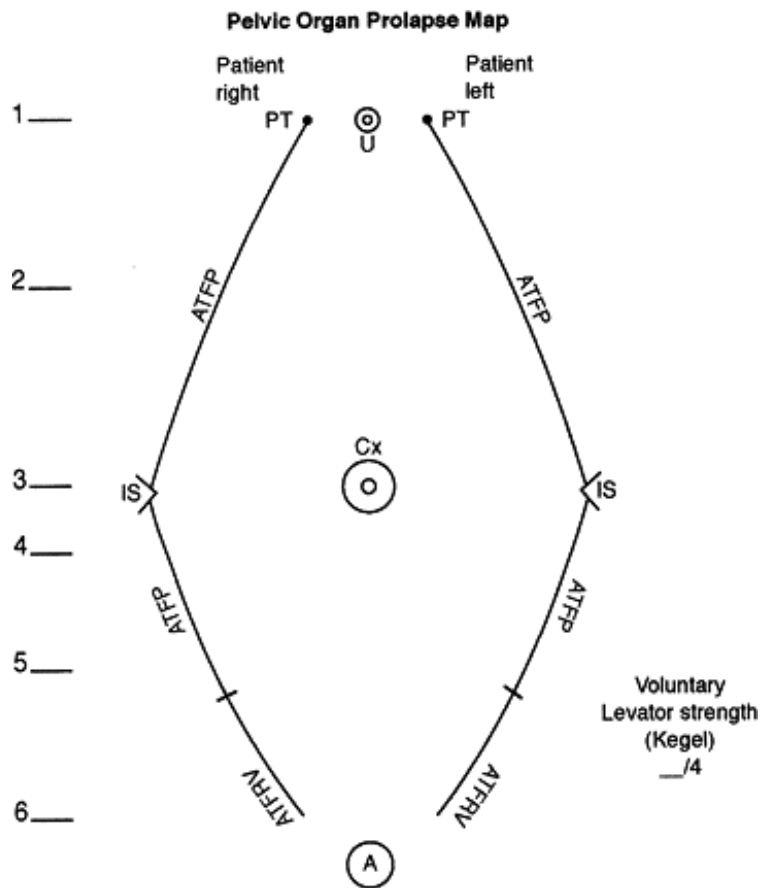 Pelvic Organ Prolapse Map
Patient
right
Patient
left
1
PT
U
PT
2
ATFP
ATFP
Cx
3
IS
IS
4
ATFP
ATFP
5
Voluntary
Levator strength
(Kegel)
__/4
ATFRV
ATFRV
6
A